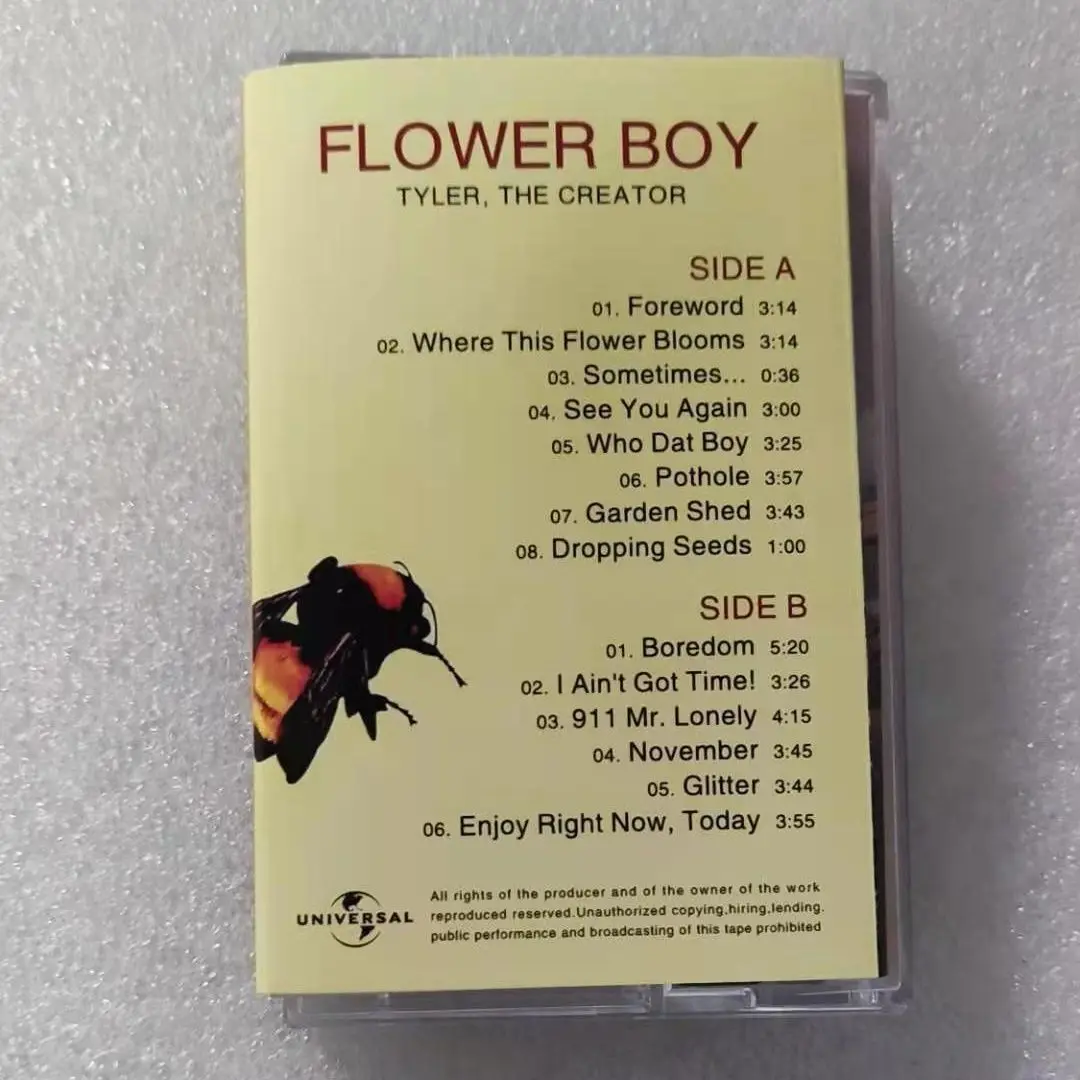 FLOWER BOY
TYLER, THE CREATOR
SIDE A
01. Foreword 3:14
02. Where This Flower Blooms 3:14
03. Sometimes... 0:36
04. See You Again 3:00
05. Who Dat Boy 3:25
06. Pothole 3:57
07. Garden Shed 3:43
08. Dropping Seeds 1:00
SIDE B
01. Boredom 5:20
02. I Ain't Got Time! 3:26
03. 911 Mr. Lonely 4:15
04. November 3:45
05. Glitter 3:44
06. Enjoy Right Now, Today 3:55
UNIVERSAL
All rights of the producer and of the owner of the work
reproduced reserved.Unauthorized copying,hiring,lending.
public performance and broadcasting of this tape prohibited